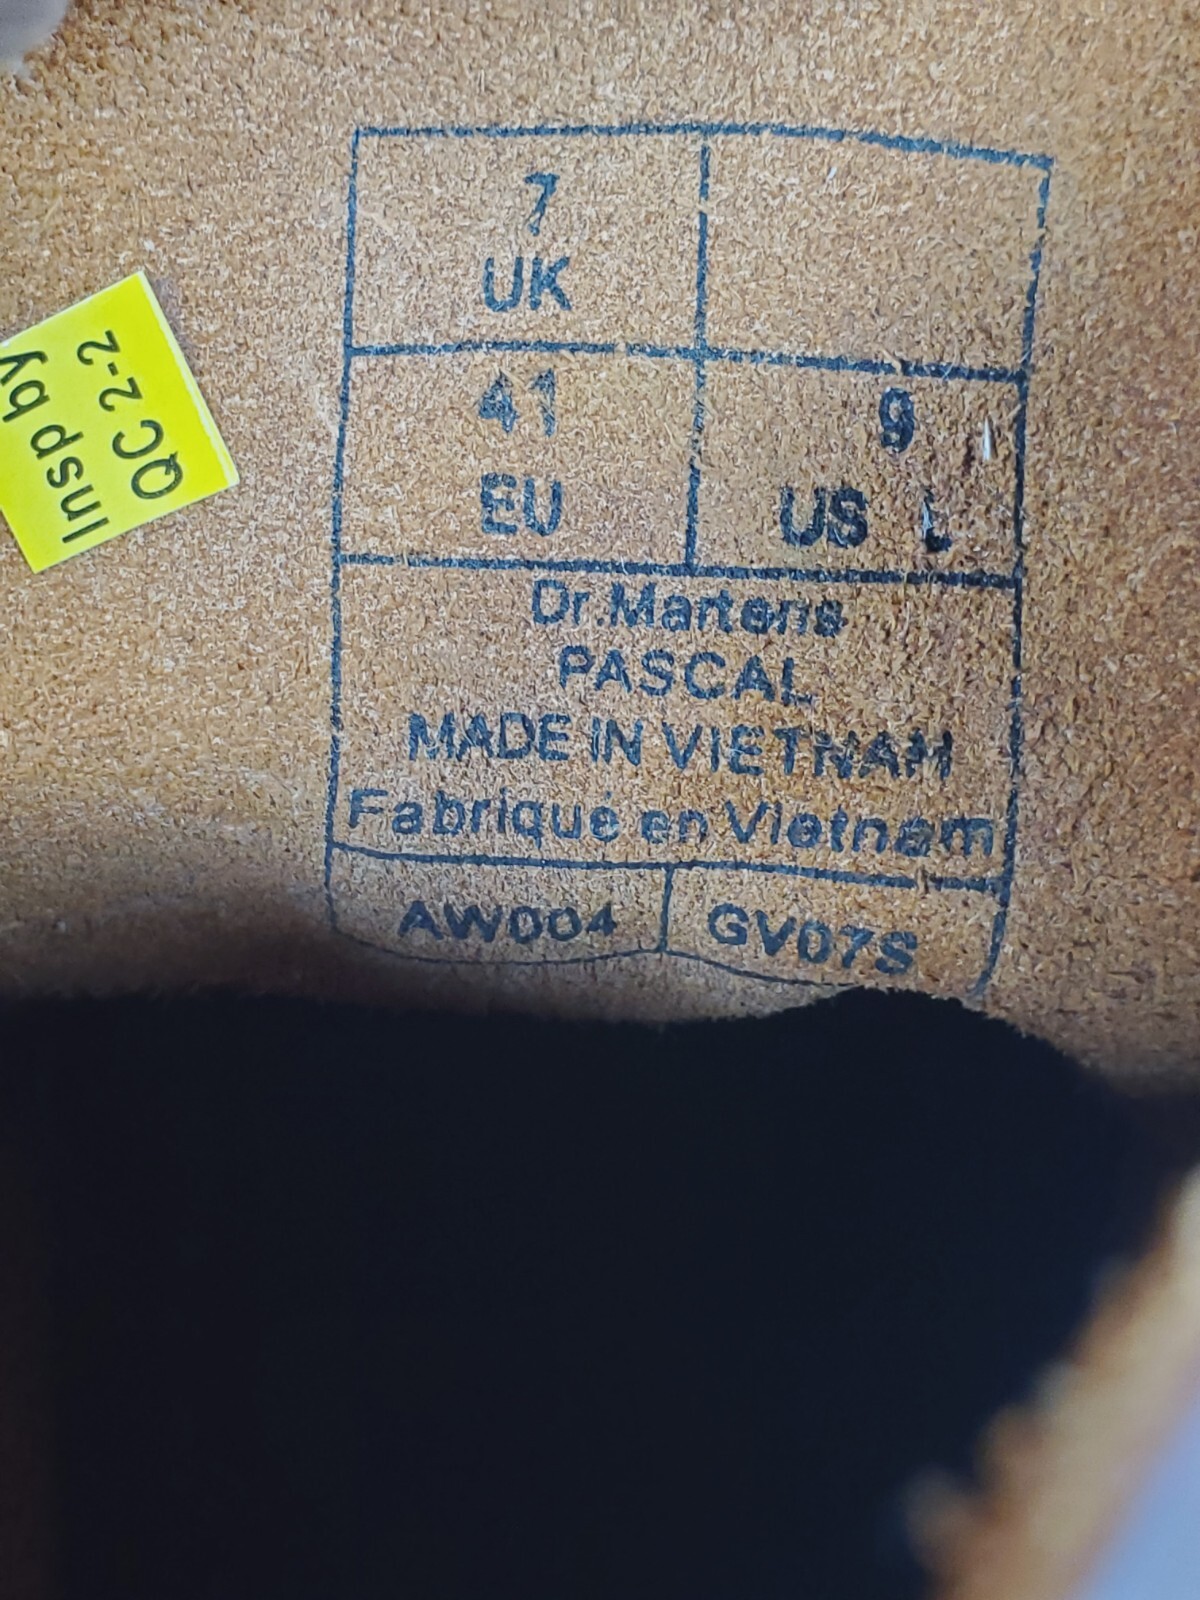 7
UK
41
EU
9
US L
Dr.Martens
PASCAL
MADE IN VIETNAM
Fabriqué en Vietnam
AW004
GV07S
Insp by
QC 2-2